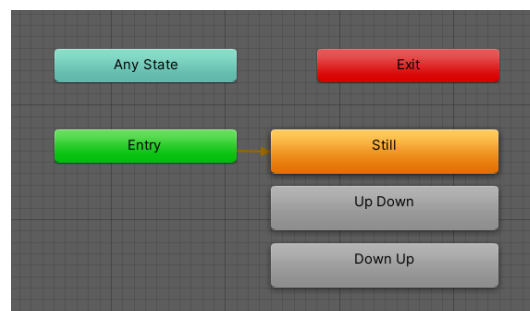 Any State
Exit
Entry
Still
Up Down
Down Up